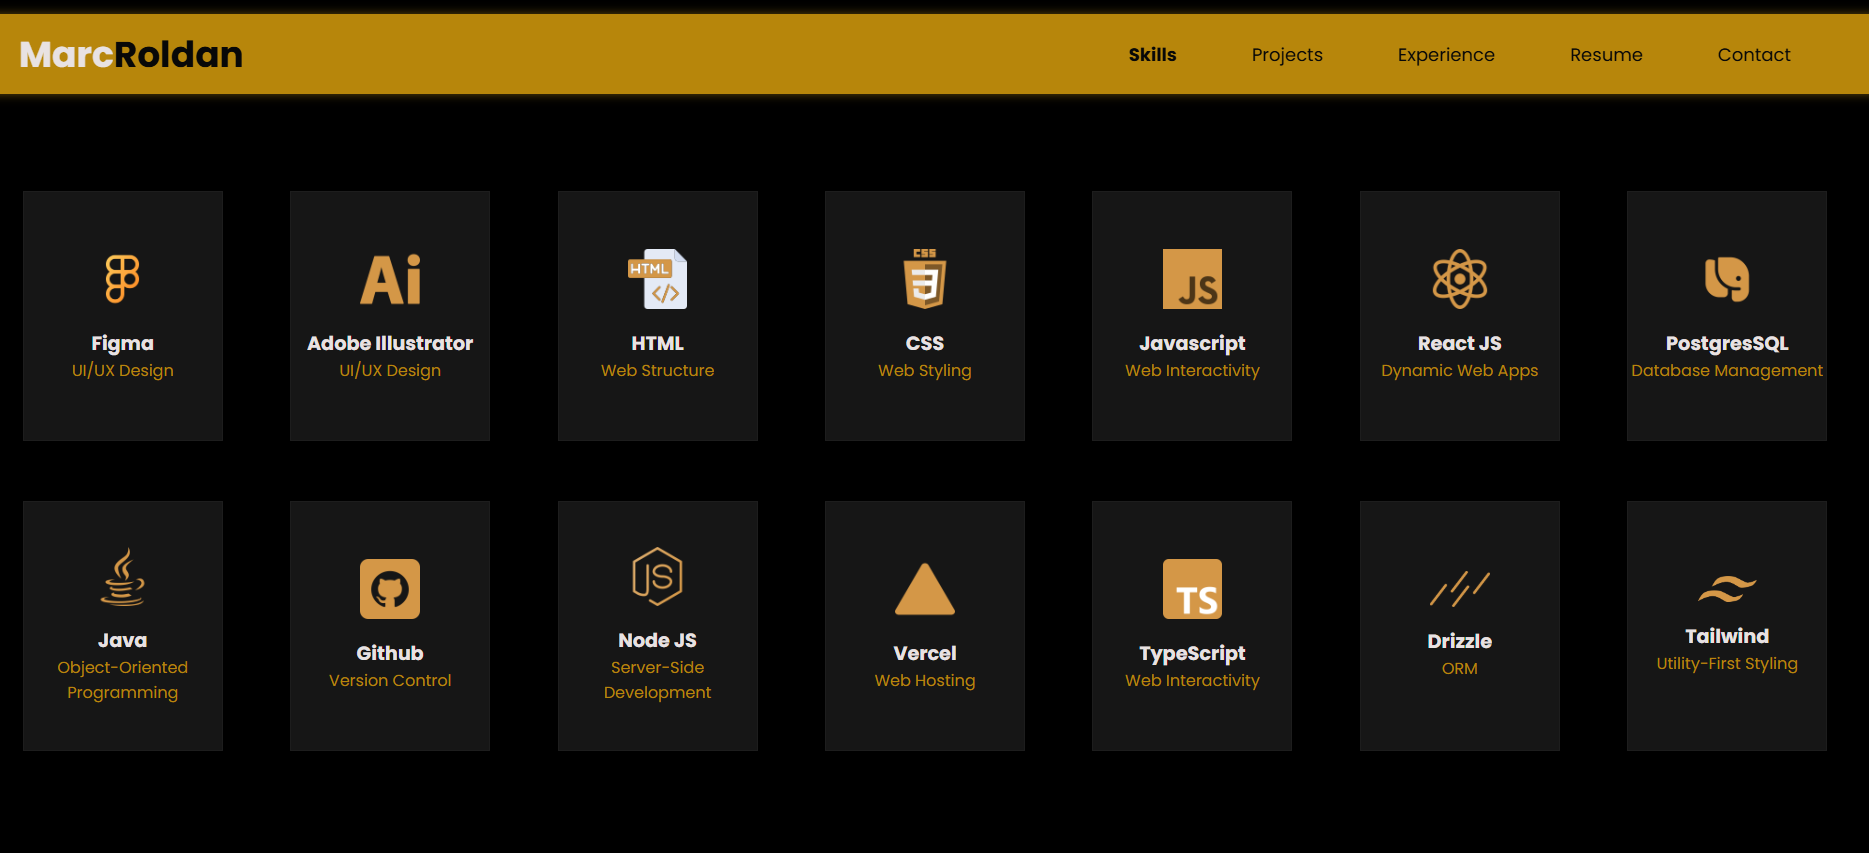 MarcRoldan
Skills Projects Experience Resume Contact
Ai
HTML
CSS
JS
Figma
UI/UX Design
Adobe Illustrator
UI/UX Design
HTML
Web Structure
CSS
Web Styling
Javascript
Web Interactivity
React JS
Dynamic Web Apps
PostgresSQL
Database Management
JS
TS
Java
Object-Oriented
Programming
Github
Version Control
Node JS
Server-Side
Development
Vercel
Web Hosting
TypeScript
Web Interactivity
Drizzle
ORM
Tailwind
Utility-First Styling